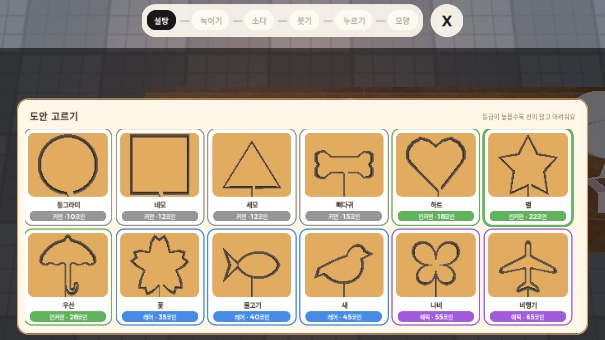 설탕 녹이기 소다 붓기 누르기 모양 X
도안 고르기
등급이 높을수록 선이 얇고 어려워요
동그라미 네모 세모 뼈다귀 하트 별
커먼 · 10코인 커먼 · 12코인 커먼 · 12코인 커먼 · 15코인 언커먼 · 18코인 언커먼 · 22코인
우산 꽃 물고기 새 나비 비행기
언커먼 · 28코인 레어 · 35코인 레어 · 40코인 레어 · 45코인 에픽 · 55코인 에픽 · 65코인